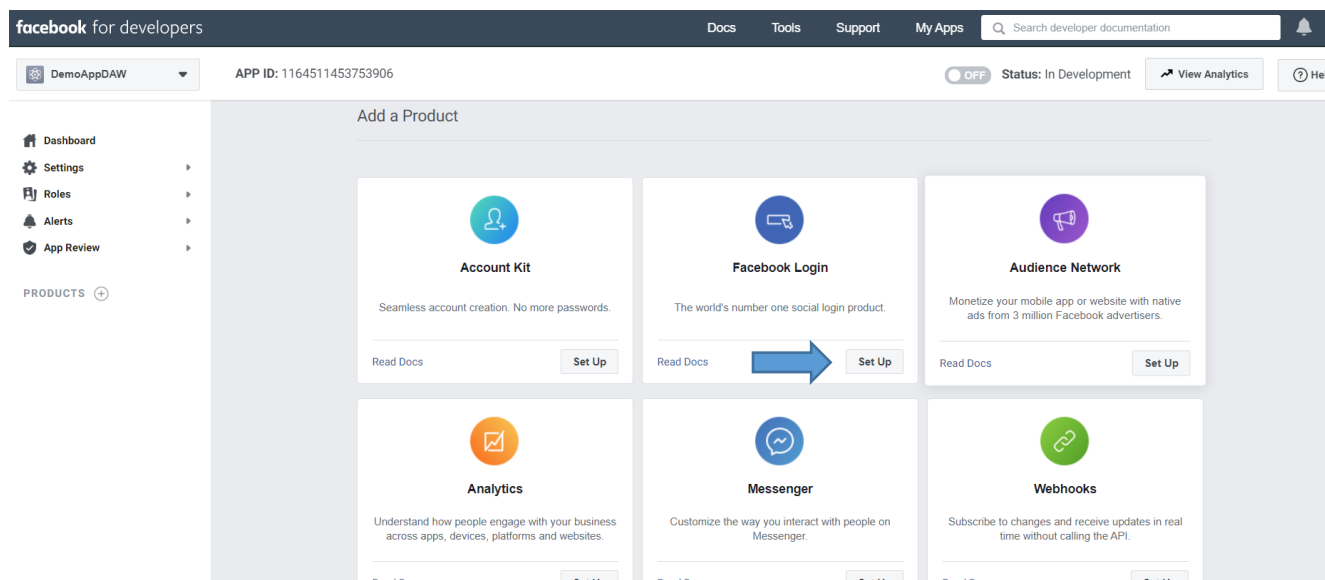 facebook for developers
Docs
Tools
Support
My Apps
Search developer documentation
DemoAppDAW
APP ID: 1164511453753906
OFF
Status: In Development
View Analytics
Dashboard
Settings
Roles
Alerts
App Review
PRODUCTS
Add a Product
Account Kit
Seamless account creation. No more passwords.
Read Docs
Set Up
Facebook Login
The world's number one social login product.
Read Docs
Set Up
Audience Network
Monetize your mobile app or website with native
ads from 3 million Facebook advertisers.
Read Docs
Set Up
Analytics
Understand how people engage with your business
across apps, devices, platforms and websites.
Messenger
Customize the way you interact with people on
Messenger.
Webhooks
Subscribe to changes and receive updates in real
time without calling the API.